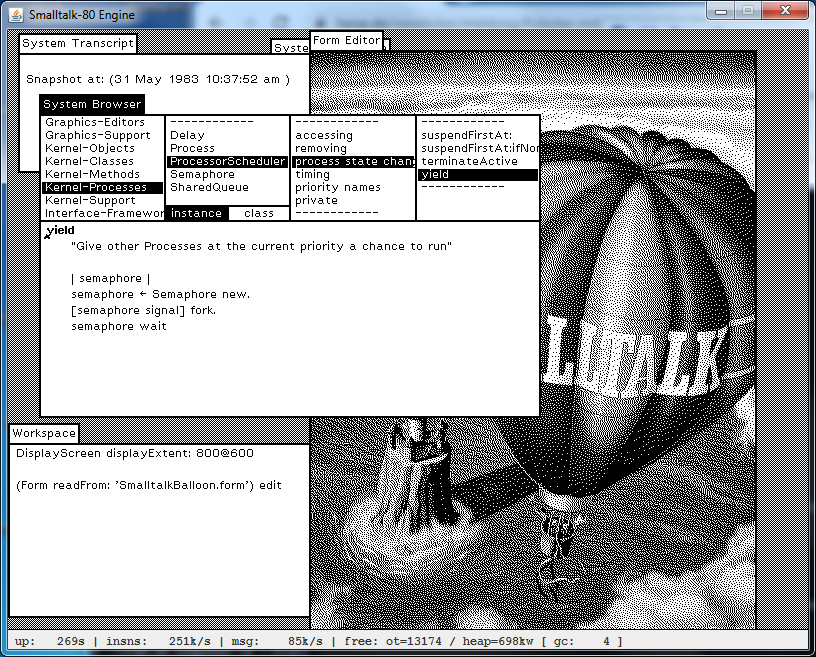 Smalltalk-80 Engine
System Transcript
Syste
Form Editor
Snapshot at: (31 May 1983 10:37:52 am )
System Browser
Graphics-Editors
Graphics-Support
Kernel-Objects
Kernel-Classes
Kernel-Methods
Kernel-Processes
Kernel-Support
Interface-Framewor
------------
Delay
Process
ProcessorScheduler
Semaphore
SharedQueue
instance
class
------------
accessing
removing
process state chang
timing
priority names
private
------------
------------
suspendFirstAt:
suspendFirstAt:ifNon
terminateActive
yield
------------
yield
"Give other Processes at the current priority a chance to run"
| semaphore |
semaphore ← Semaphore new.
[semaphore signal] fork.
semaphore wait
LLTALK
Workspace
DisplayScreen displayExtent: 800@600
(Form readFrom: 'SmalltalkBalloon.form') edit
up: 269s | insns: 251k/s | msg: 85k/s | free: ot=13174 / heap=698kw [ gc: 4 ]